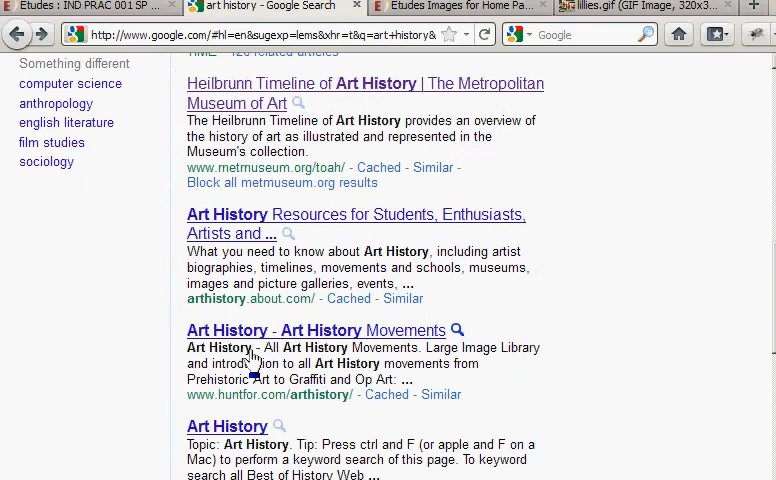 Etudes : IND PRAC 001 SP
art history - Google Search
Etudes Images for Home Pa...
lillies.gif (GIF Image, 320x3...
http://www.google.com/#hl=en&sugexp=lems&xhr=t&q=art+history&
Google
Something different
computer science
anthropology
english literature
film studies
sociology
Heilbrunn Timeline of Art History | The Metropolitan
Museum of Art
The Heilbrunn Timeline of Art History provides an overview of
the history of art as illustrated and represented in the
Museum's collection.
www.metmuseum.org/toah/ - Cached - Similar -
Block all metmuseum.org results
Art History Resources for Students, Enthusiasts,
Artists and ...
What you need to know about Art History, including artist
biographies, timelines, movements and schools, museums,
images and picture galleries, events, ...
arthistory.about.com/ - Cached - Similar
Art History - Art History Movements
Art History - All Art History Movements. Large Image Library
and introduction to all Art History movements from
Prehistoric Art to Graffiti and Op Art: ...
www.huntfor.com/arthistory/ - Cached - Similar
Art History
Topic: Art History. Tip: Press ctrl and F (or apple and F on a
Mac) to perform a keyword search of this page. To keyword
search all Best of History Web ...